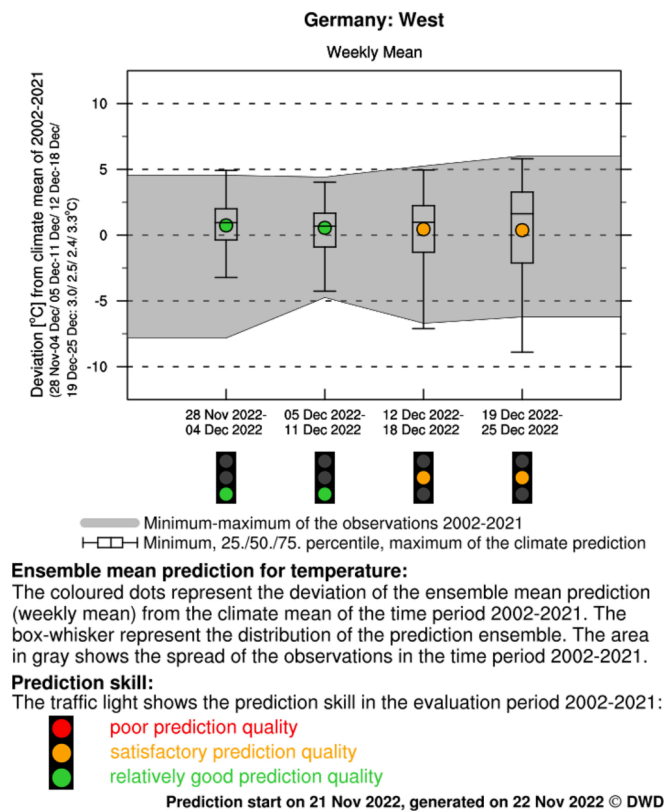 Germany: West
Weekly Mean
Deviation [°C] from climate mean of 2002-2021
(28 Nov-04 Dec/ 05 Dec-11 Dec/ 12 Dec-18 Dec/
19 Dec-25 Dec: 3.0/ 2.5/ 2.4/ 3.3°C)
10
5
0
-5
-10
28 Nov 2022-
04 Dec 2022
05 Dec 2022-
11 Dec 2022
12 Dec 2022-
18 Dec 2022
19 Dec 2022-
25 Dec 2022
Minimum-maximum of the observations 2002-2021
Minimum, 25./50./75. percentile, maximum of the climate prediction
Ensemble mean prediction for temperature:
The coloured dots represent the deviation of the ensemble mean prediction
(weekly mean) from the climate mean of the time period 2002-2021. The
box-whisker represent the distribution of the prediction ensemble. The area
in gray shows the spread of the observations in the time period 2002-2021.
Prediction skill:
The traffic light shows the prediction skill in the evaluation period 2002-2021:
poor prediction quality
satisfactory prediction quality
relatively good prediction quality
Prediction start on 21 Nov 2022, generated on 22 Nov 2022 © DWD